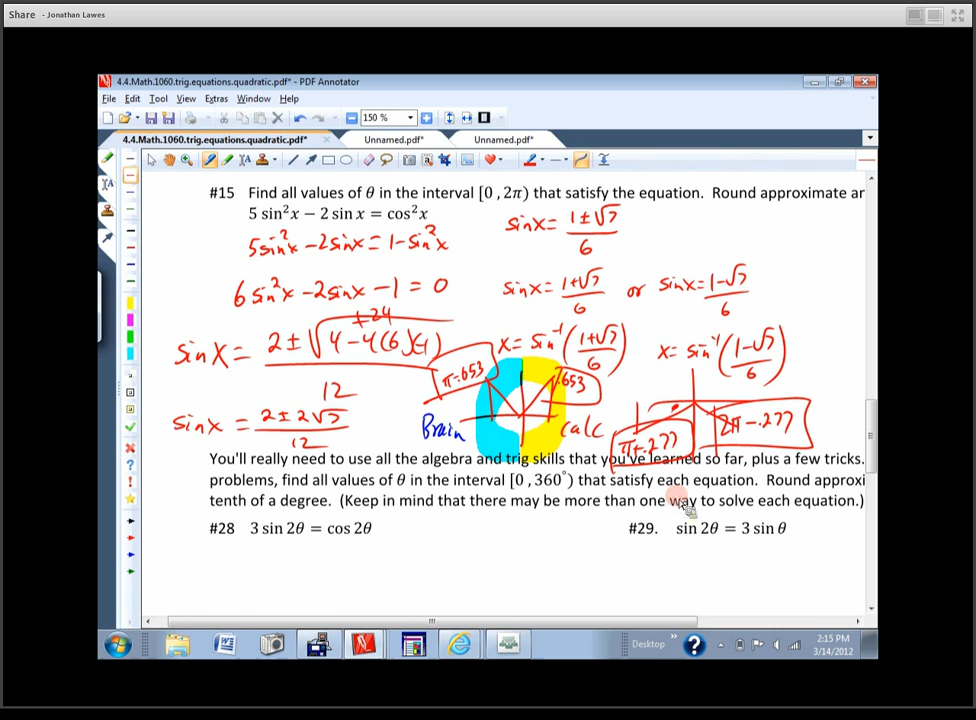 Share - Jonathan Lawes
4.4.Math.1060.trig.equations.quadratic.pdf* - PDF Annotator
File Edit Tool View Extras Window Help
150 %
4.4.Math.1060.trig.equations.quadratic.pdf* Unnamed.pdf* Unnamed.pdf*
#15 Find all values of θ in the interval [0 , 2π) that satisfy the equation. Round approximate ar
5 sin²x − 2 sin x = cos²x
sinx = (1±√7)/6
5sin²x − 2sinx = 1 − sin²x
6sin²x − 2sinx − 1 = 0
sinx = (1+√7)/6 or sinx = (1−√7)/6
+24
sinx = (2 ± √(4−4(6)(-1)))/12
x = sin⁻¹((1+√7)/6)
x = sin⁻¹((1−√7)/6)
π−.653
.653
sinx = (2 ± 2√7)/12
Brain
calc
π+.277
2π−.277
You'll really need to use all the algebra and trig skills that you've learned so far, plus a few tricks.
problems, find all values of θ in the interval [0 , 360°) that satisfy each equation. Round approxi
tenth of a degree. (Keep in mind that there may be more than one way to solve each equation.)
#28 3 sin 2θ = cos 2θ
#29. sin 2θ = 3 sin θ
Desktop
2:15 PM
3/14/2012